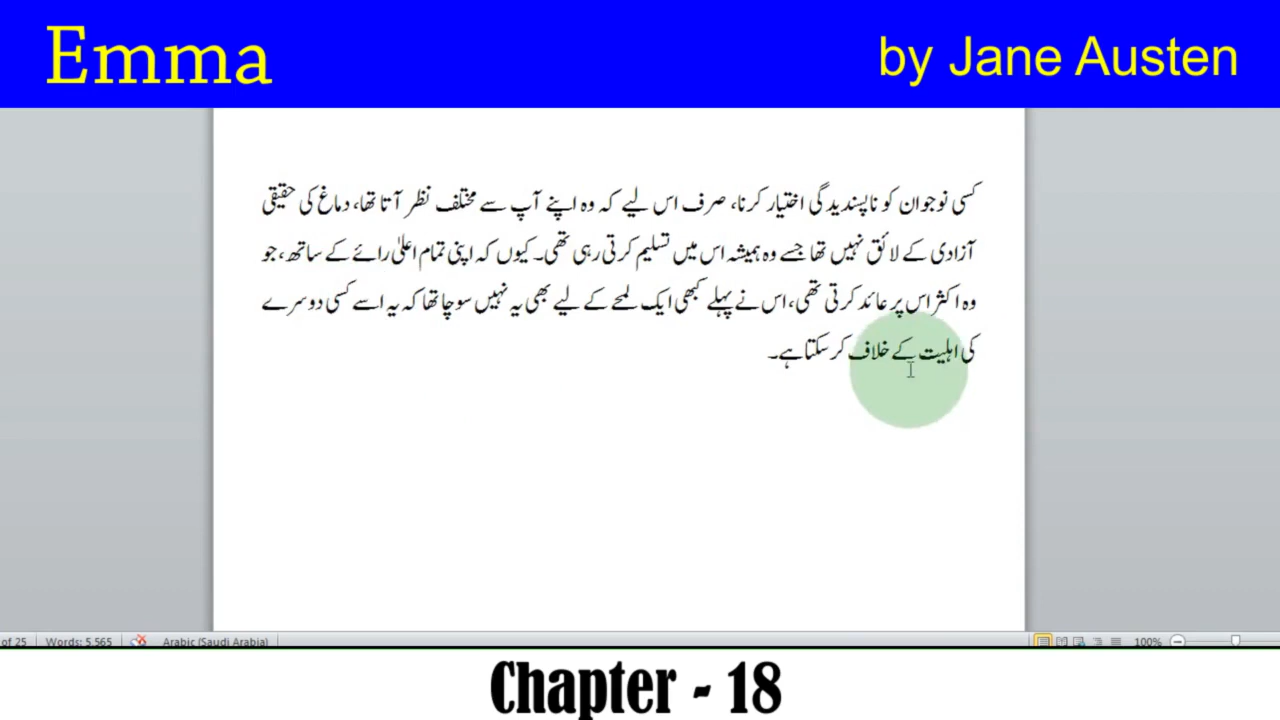 Emma
by Jane Austen
کسی نوجوان کو ناپسندیدگی اختیار کرنا، صرف اس لیے کہ وہ اپنے آپ سے مختلف نظر آتا تھا، دماغ کی حقیقی
آزادی کے لائق نہیں تھا جسے وہ ہمیشہ اس میں تسلیم کرتی رہی تھی۔ کیوں کہ اپنی تمام اعلیٰ رائے کے ساتھ، جو
وہ اکثر اس پر عائد کرتی تھی، اس نے پہلے کبھی ایک لمحے کے لیے بھی یہ نہیں سوچا تھا کہ یہ اسے کسی دوسرے
کی اہلیت کے خلاف کر سکتا ہے۔
of 25 Words: 5,565 Arabic (Saudi Arabia) 100%
Chapter - 18